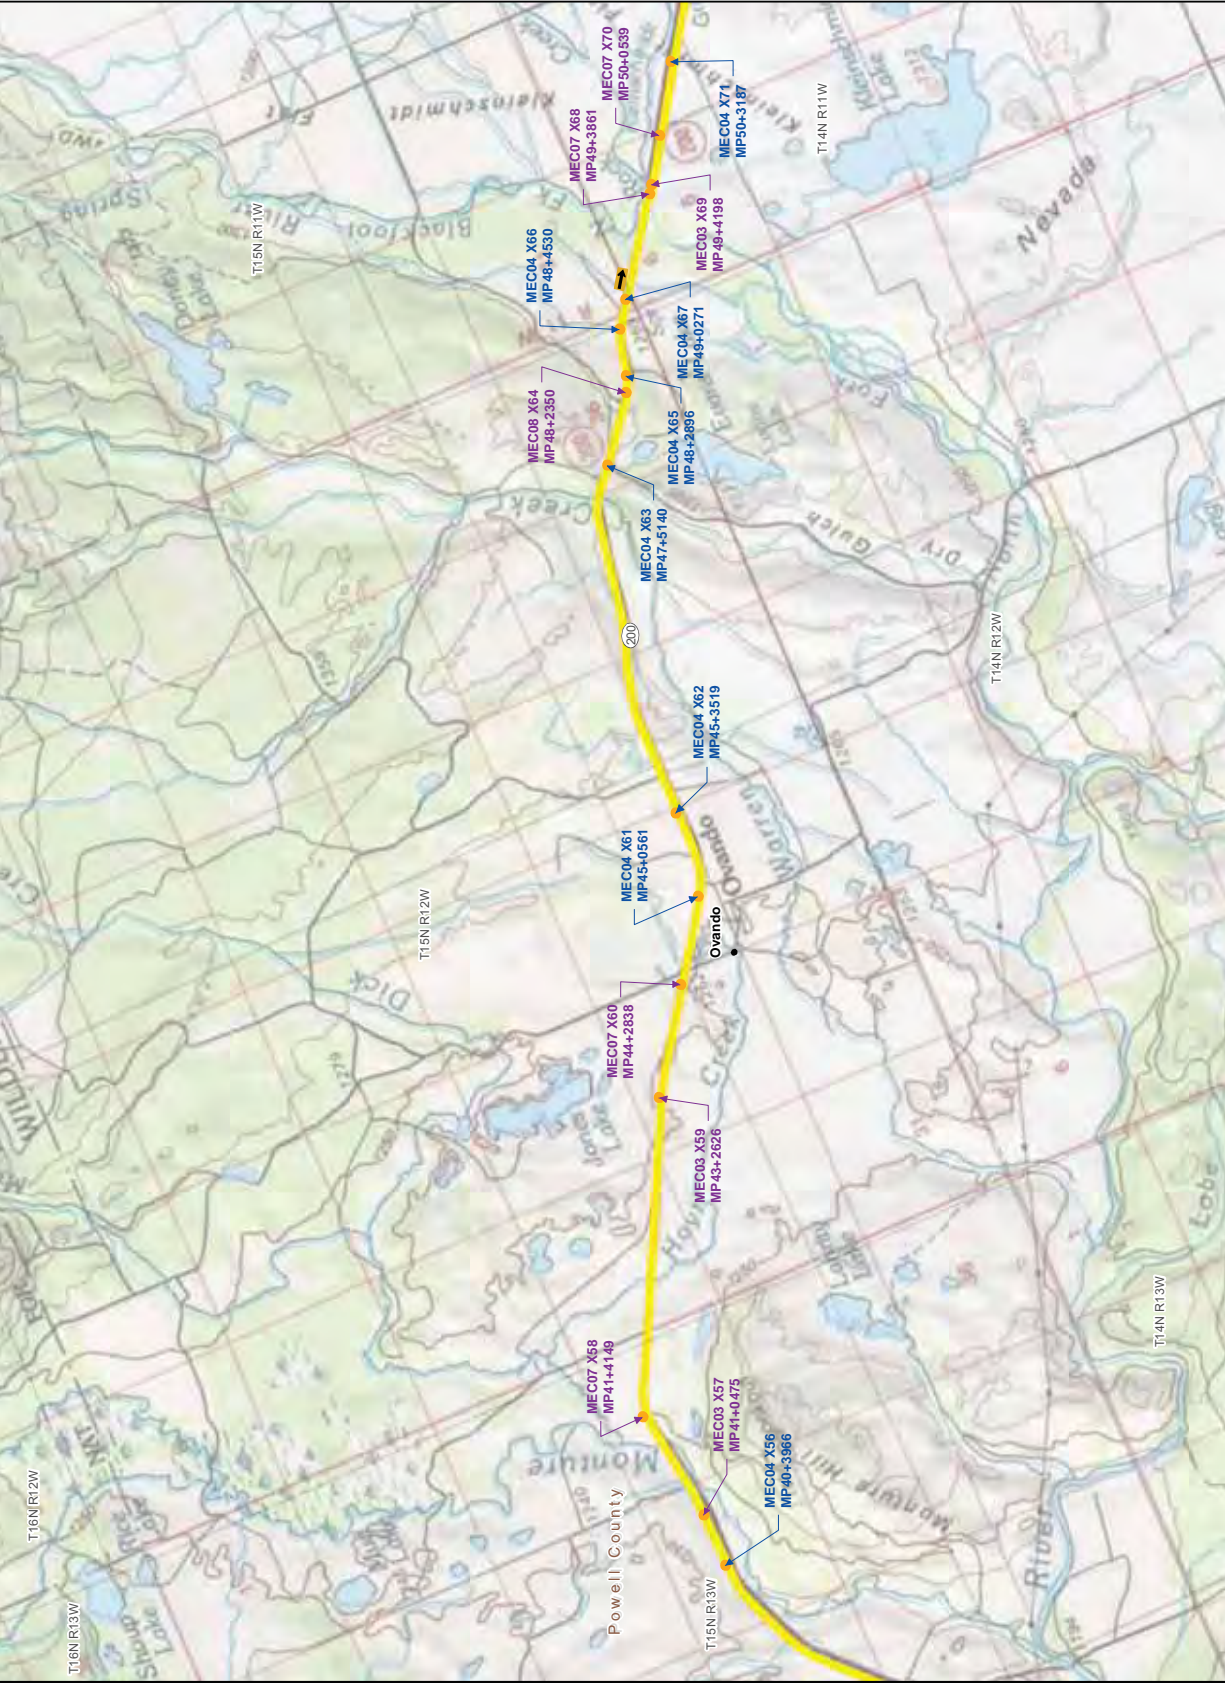 T16N R13W
T16N R12W
T15N R13W
Powell County
MEC04 X56
MP40+3966
MEC03 X57
MP41+0475
MEC07 X58
MP41+4149
MEC03 X59
MP43+2626
MEC07 X60
MP44+2838
MEC04 X61
MP45+0561
MEC04 X62
MP45+3519
MEC04 X63
MP47+5140
MEC08 X64
MP48+2350
MEC04 X65
MP48+2896
MEC04 X66
MP48+4530
MEC04 X67
MP49+0271
MEC07 X68
MP49+3861
MEC03 X69
MP49+4198
MEC07 X70
MP50+0539
MEC04 X71
MP50+3187
T15N R12W
T15N R11W
T14N R13W
T14N R12W
T14N R11W
200
Ovando
Ovando
Monture
Creek
Jones
Lake
Dick
Creek
Warren
Dry
Gulch
Nevada
Kleinschmidt
Lake
Kleinschmidt
Flat
Spring
Blackfoot
River
Monture
Hill
Fork